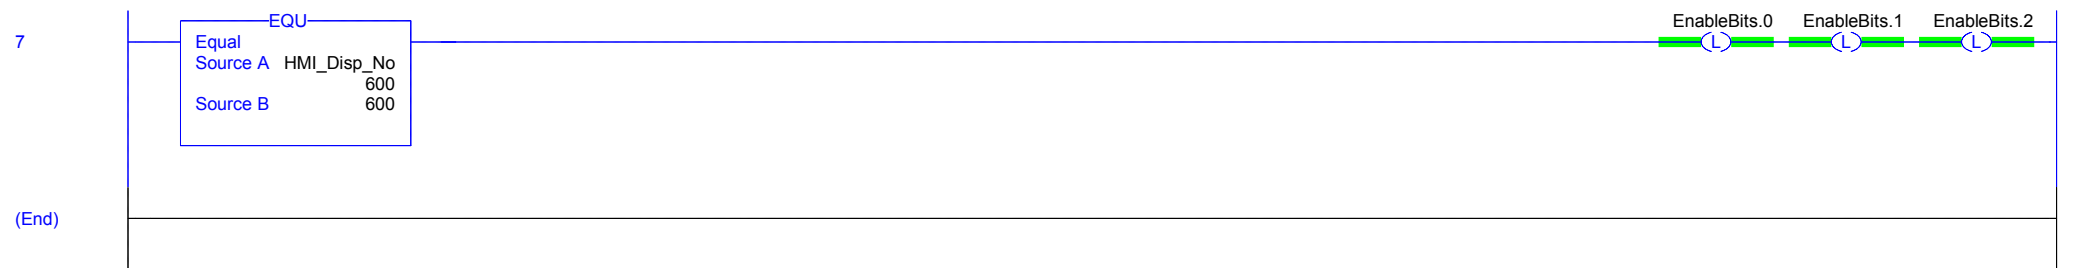 EQU
EnableBits.0 EnableBits.1 EnableBits.2
7
Equal
L L L
Source A HMI_Disp_No
600
Source B 600
(End)